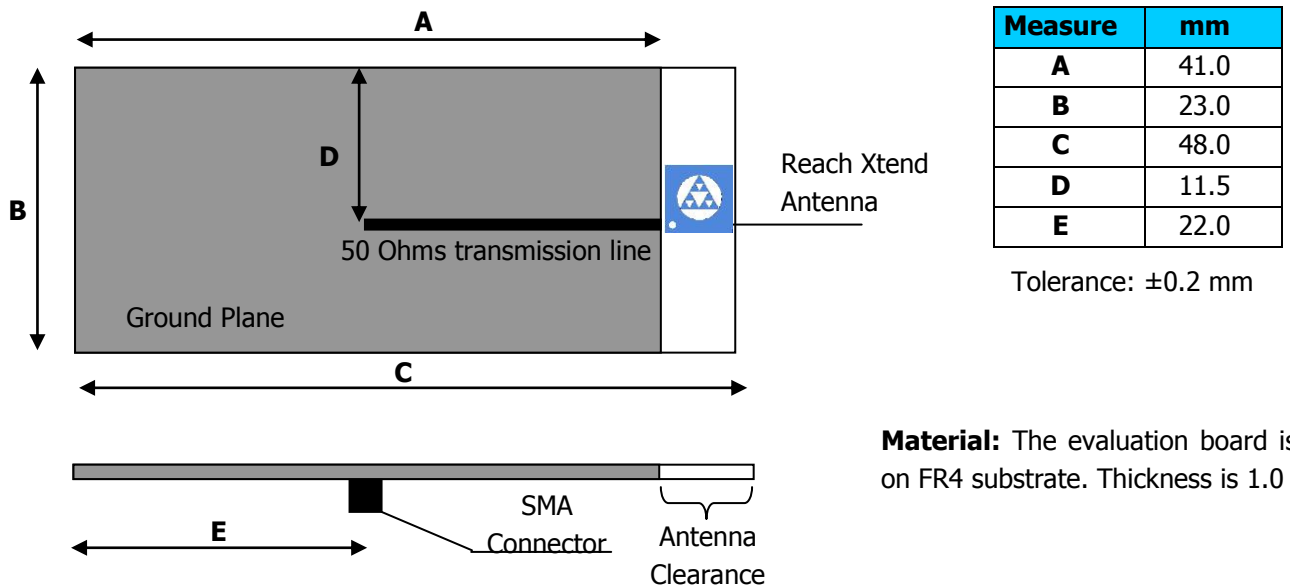 A
B
D
50 Ohms transmission line
Ground Plane
Reach Xtend
Antenna
C
E
SMA
Connector
Antenna
Clearance
Measure mm
A 41.0
B 23.0
C 48.0
D 11.5
E 22.0
Tolerance: ±0.2 mm
Material: The evaluation board is
on FR4 substrate. Thickness is 1.0